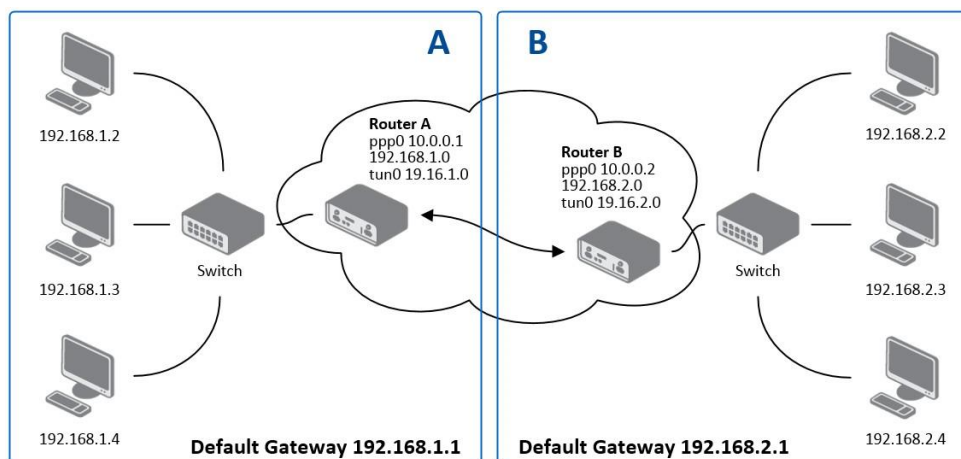 A
192.168.1.2
192.168.1.3
192.168.1.4
Switch
Router A
ppp0 10.0.0.1
192.168.1.0
tun0 19.16.1.0
Default Gateway 192.168.1.1
B
Router B
ppp0 10.0.0.2
192.168.2.0
tun0 19.16.2.0
Switch
192.168.2.2
192.168.2.3
192.168.2.4
Default Gateway 192.168.2.1